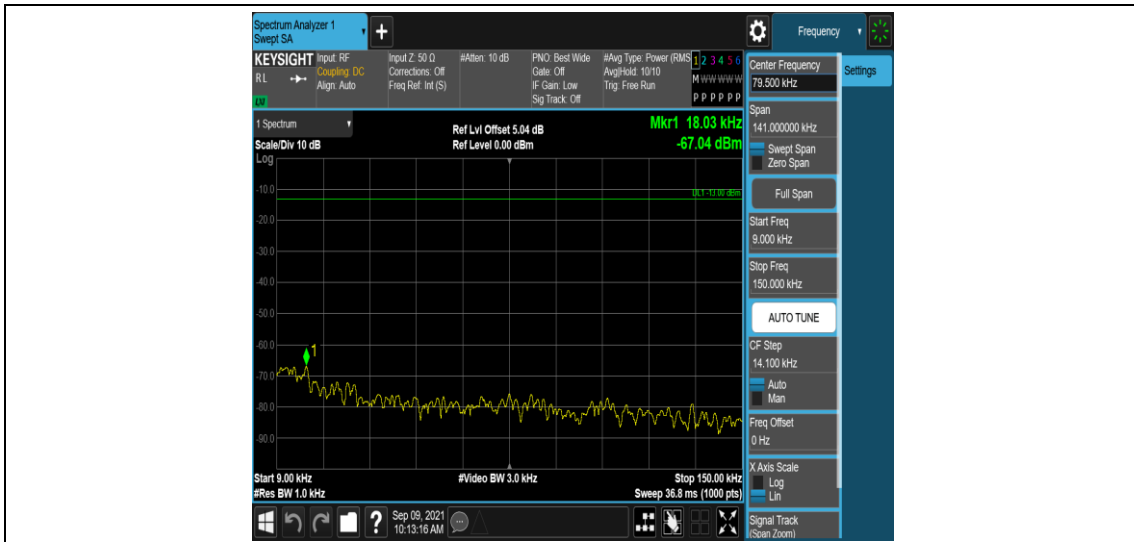 Spectrum Analyzer 1
Swept SA
Frequency
KEYSIGHT
RL
LXI
Input: RF
Coupling: DC
Align: Auto
Input Z: 50 Ω
Corrections: Off
Freq Ref: Int (S)
#Atten: 10 dB
PNO: Best Wide
Gate: Off
IF Gain: Low
Sig Track: Off
#Avg Type: Power (RMS
Avg|Hold: 10/10
Trig: Free Run
1 2 3 4 5 6
M W W W W W
P P P P P P
1 Spectrum
Scale/Div 10 dB
Log
Ref Lvl Offset 5.04 dB
Ref Level 0.00 dBm
Mkr1 18.03 kHz
-67.04 dBm
DL1 -13.00 dBm
-10.0
-20.0
-30.0
-40.0
-50.0
-60.0
-70.0
-80.0
-90.0
1
Start 9.00 kHz
#Res BW 1.0 kHz
#Video BW 3.0 kHz
Stop 150.00 kHz
Sweep 36.8 ms (1000 pts)
Sep 09, 2021
10:13:16 AM
Center Frequency
79.500 kHz
Settings
Span
141.000000 kHz
Swept Span
Zero Span
Full Span
Start Freq
9.000 kHz
Stop Freq
150.000 kHz
AUTO TUNE
CF Step
14.100 kHz
Auto
Man
Freq Offset
0 Hz
X Axis Scale
Log
Lin
Signal Track
(Span Zoom)